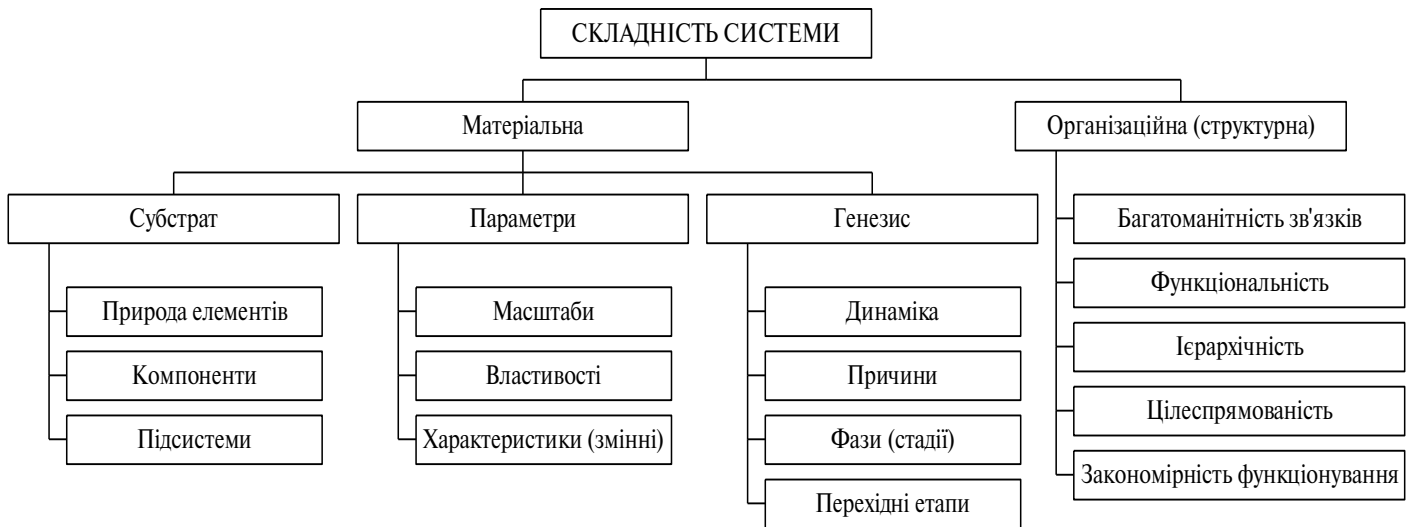 СКЛАДНІСТЬ СИСТЕМИ
Матеріальна
Організаційна (структурна)
Субстрат
Параметри
Генезис
Природа елементів
Компоненти
Підсистеми
Масштаби
Властивості
Характеристики (змінні)
Динаміка
Причини
Фази (стадії)
Перехідні етапи
Багатоманітність зв'язків
Функціональність
Ієрархічність
Цілеспрямованість
Закономірність функціонування